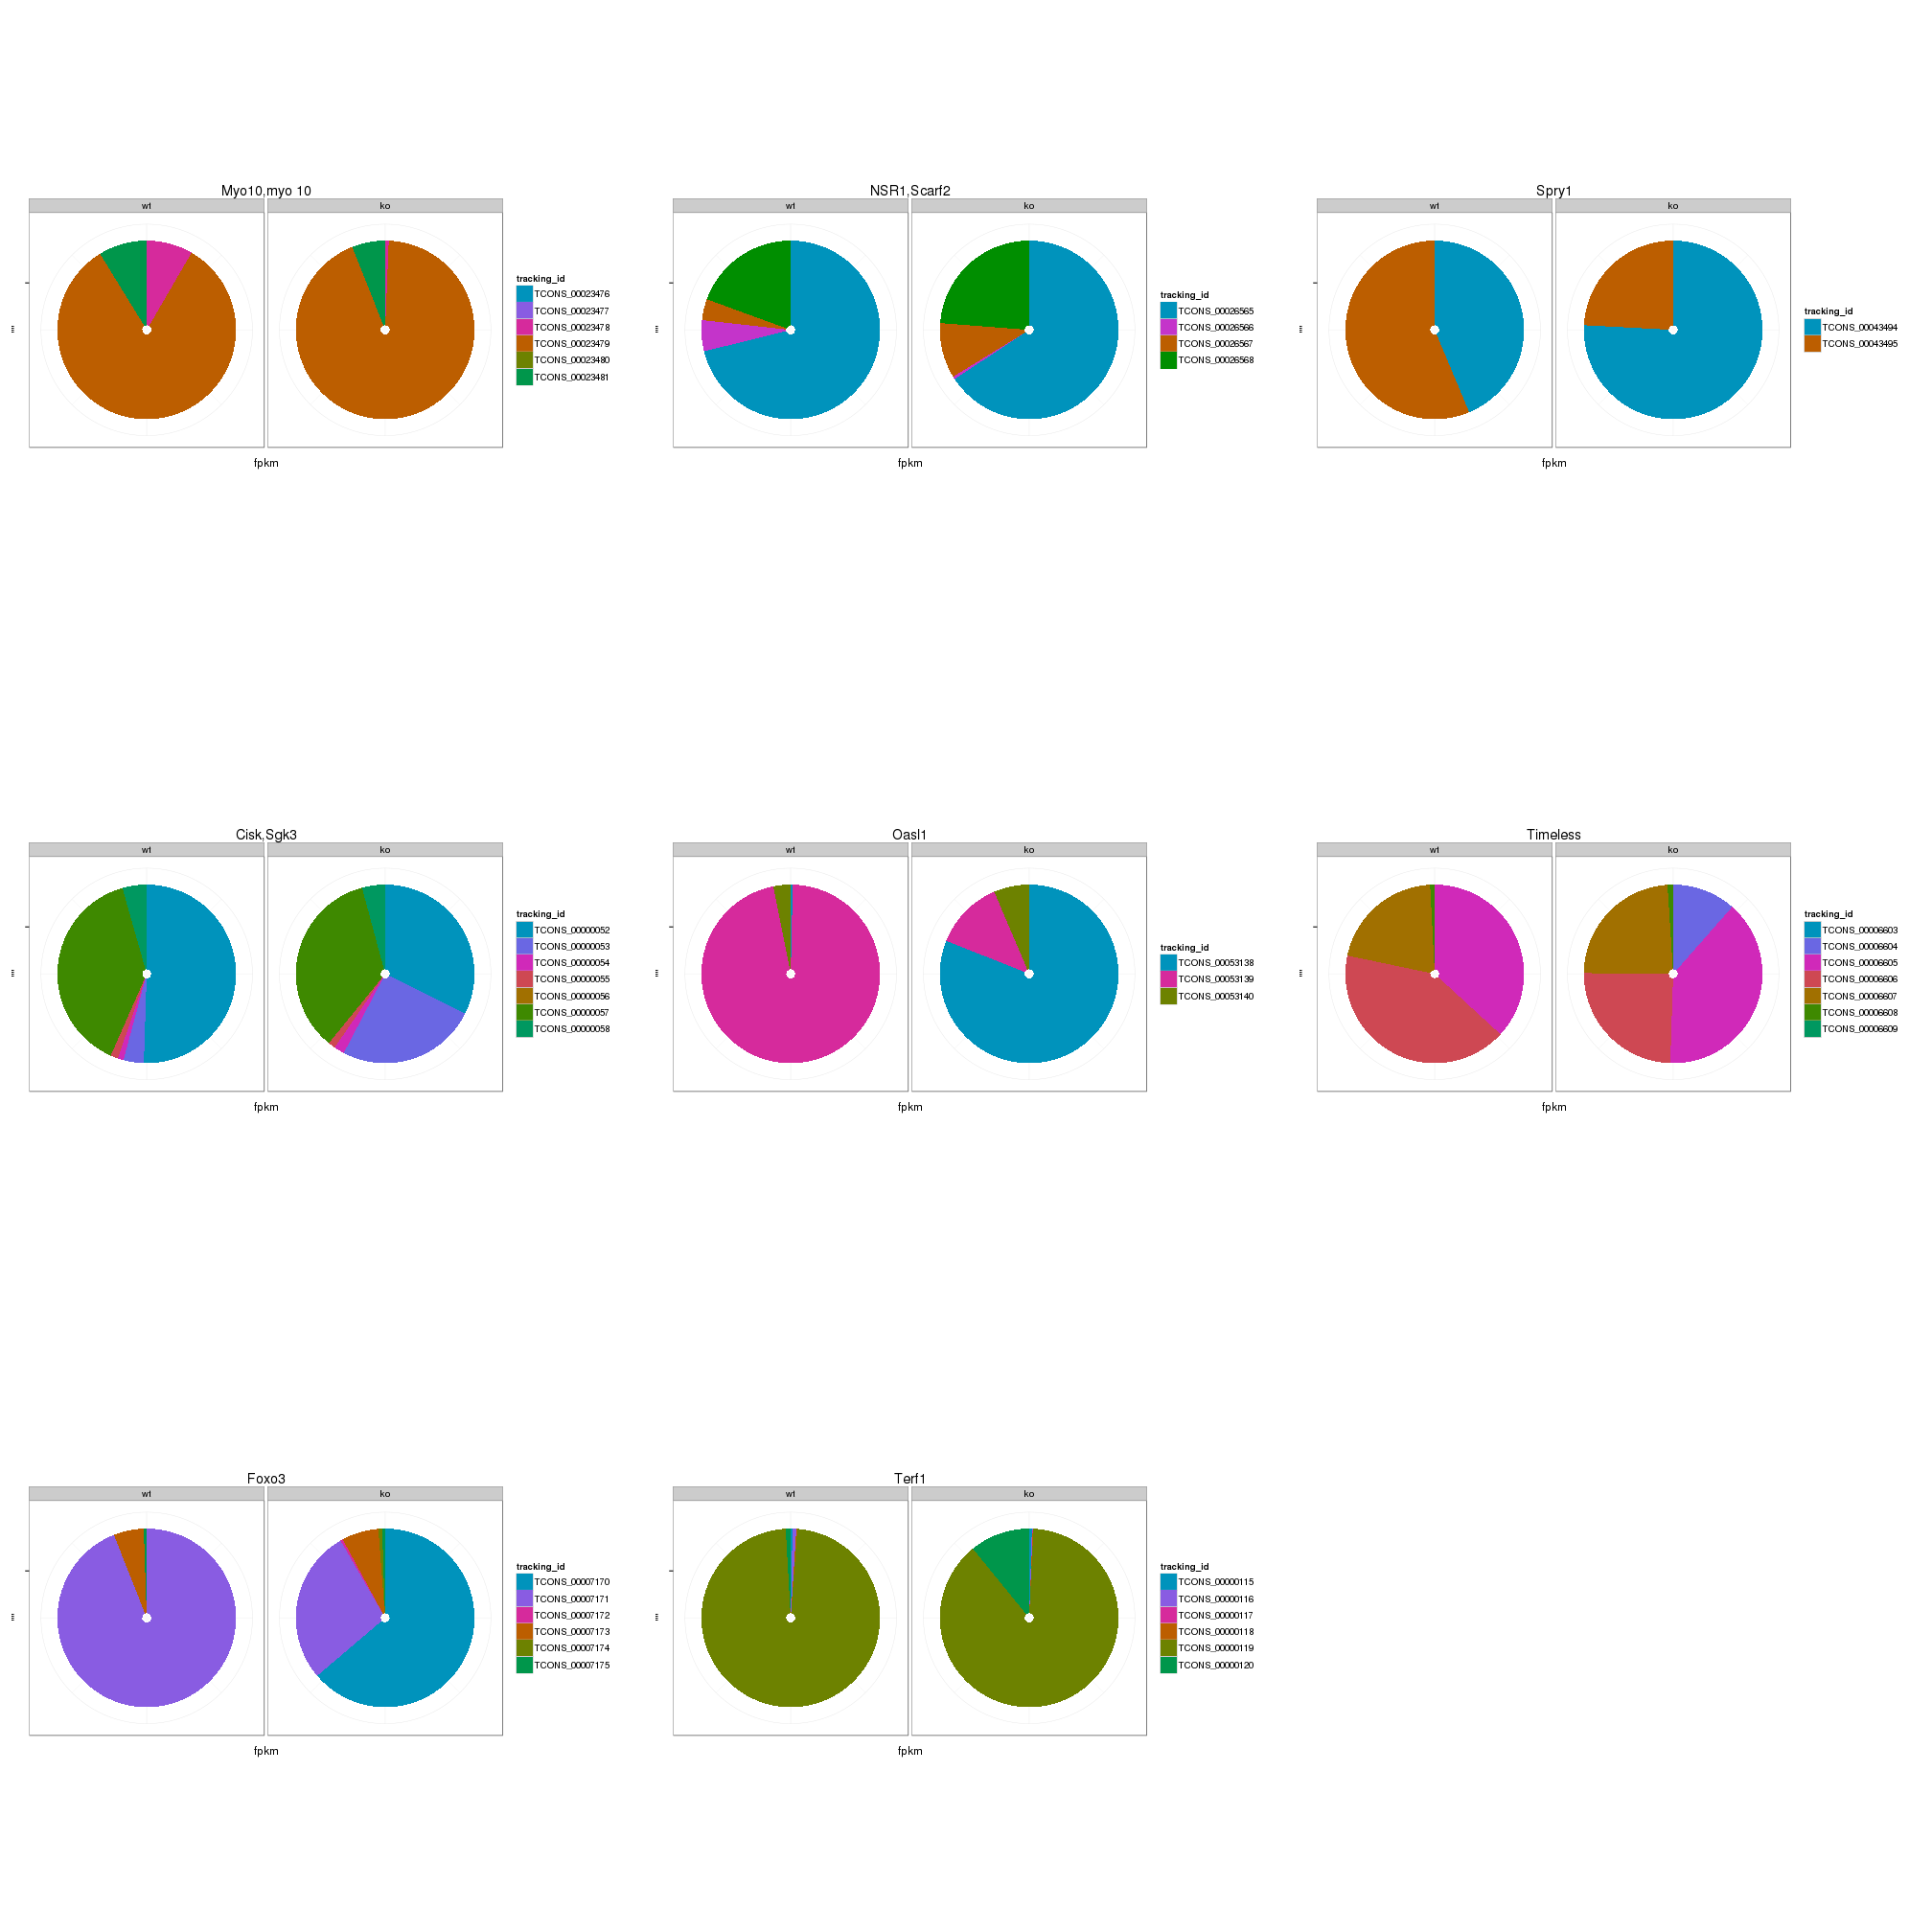 Myo10,myo 10
wt
ko
tracking_id
TCONS_00023476
TCONS_00023477
TCONS_00023478
TCONS_00023479
TCONS_00023480
TCONS_00023481
fpkm
NSR1,Scarf2
wt
ko
tracking_id
TCONS_00026565
TCONS_00026566
TCONS_00026567
TCONS_00026568
fpkm
Spry1
wt
ko
tracking_id
TCONS_00043494
TCONS_00043495
fpkm
Cisk,Sgk3
wt
ko
tracking_id
TCONS_00000052
TCONS_00000053
TCONS_00000054
TCONS_00000055
TCONS_00000056
TCONS_00000057
TCONS_00000058
fpkm
Oasl1
wt
ko
tracking_id
TCONS_00053138
TCONS_00053139
TCONS_00053140
fpkm
Timeless
wt
ko
tracking_id
TCONS_00006603
TCONS_00006604
TCONS_00006605
TCONS_00006606
TCONS_00006607
TCONS_00006608
TCONS_00006609
fpkm
Foxo3
wt
ko
tracking_id
TCONS_00007170
TCONS_00007171
TCONS_00007172
TCONS_00007173
TCONS_00007174
TCONS_00007175
fpkm
Terf1
wt
ko
tracking_id
TCONS_00000115
TCONS_00000116
TCONS_00000117
TCONS_00000118
TCONS_00000119
TCONS_00000120
fpkm